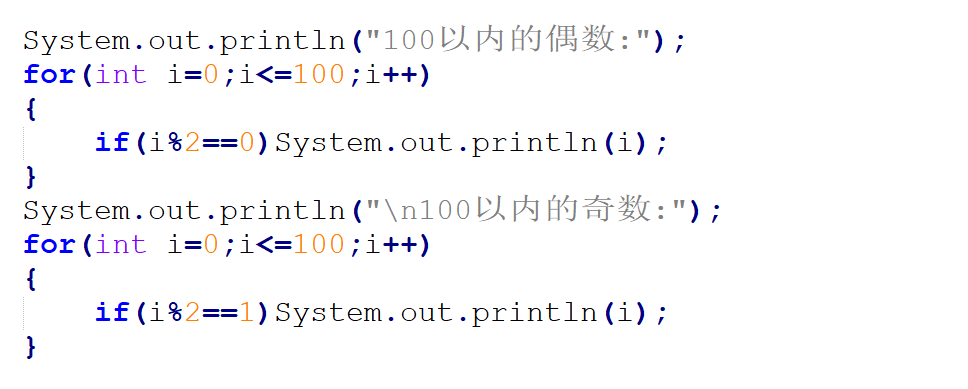 System.out.println("100以内的偶数:");
for(int i=0;i<=100;i++)
{
    if(i%2==0)System.out.println(i);
}
System.out.println("\n100以内的奇数:");
for(int i=0;i<=100;i++)
{
    if(i%2==1)System.out.println(i);
}